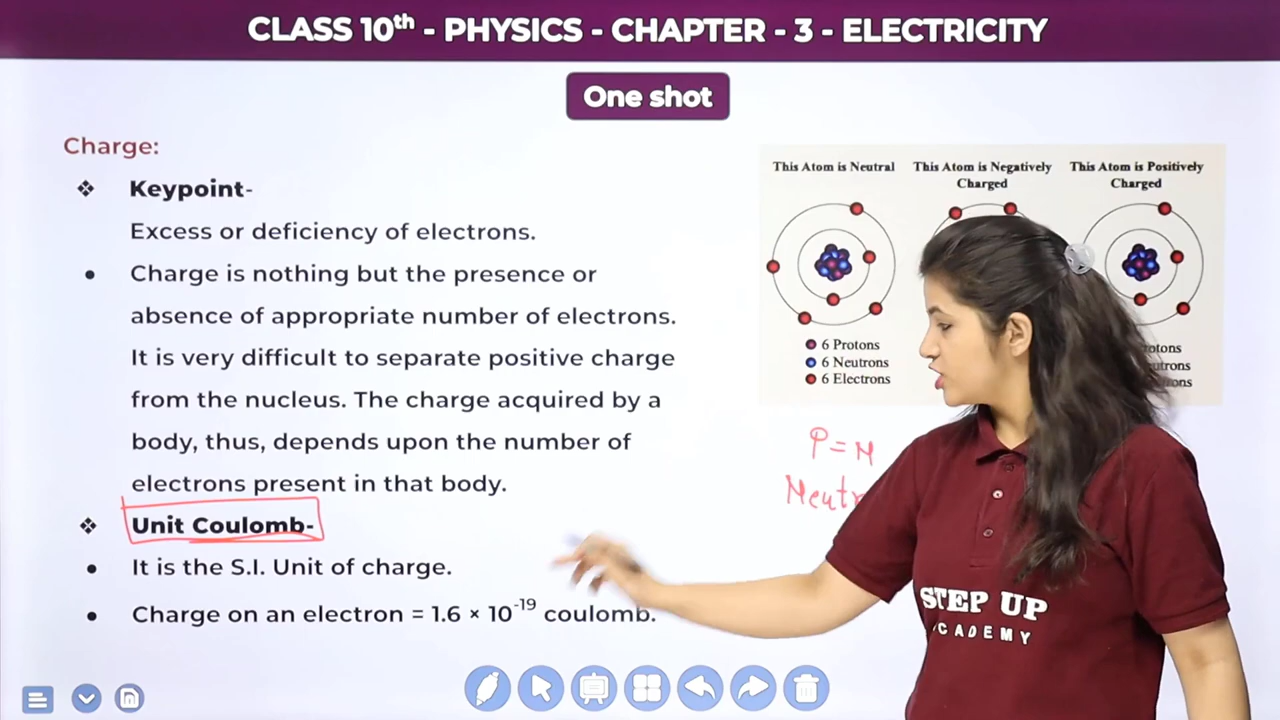 CLASS 10th - PHYSICS - CHAPTER - 3 - ELECTRICITY
One shot
Charge:
❖ Keypoint-
Excess or deficiency of electrons.
• Charge is nothing but the presence or
absence of appropriate number of electrons.
It is very difficult to separate positive charge
from the nucleus. The charge acquired by a
body, thus, depends upon the number of
electrons present in that body.
❖ Unit Coulomb-
• It is the S.I. Unit of charge.
• Charge on an electron = 1.6 × 10-19 coulomb.
This Atom is Neutral
6 Protons
6 Neutrons
6 Electrons
This Atom is Negatively
Charged
This Atom is Positively
Charged
P =
STEP UP